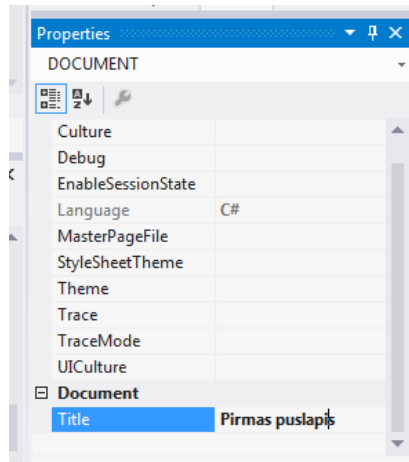 Properties
DOCUMENT
Culture
Debug
EnableSessionState
Language C#
MasterPageFile
StyleSheetTheme
Theme
Trace
TraceMode
UICulture
Document
Title Pirmas puslapis